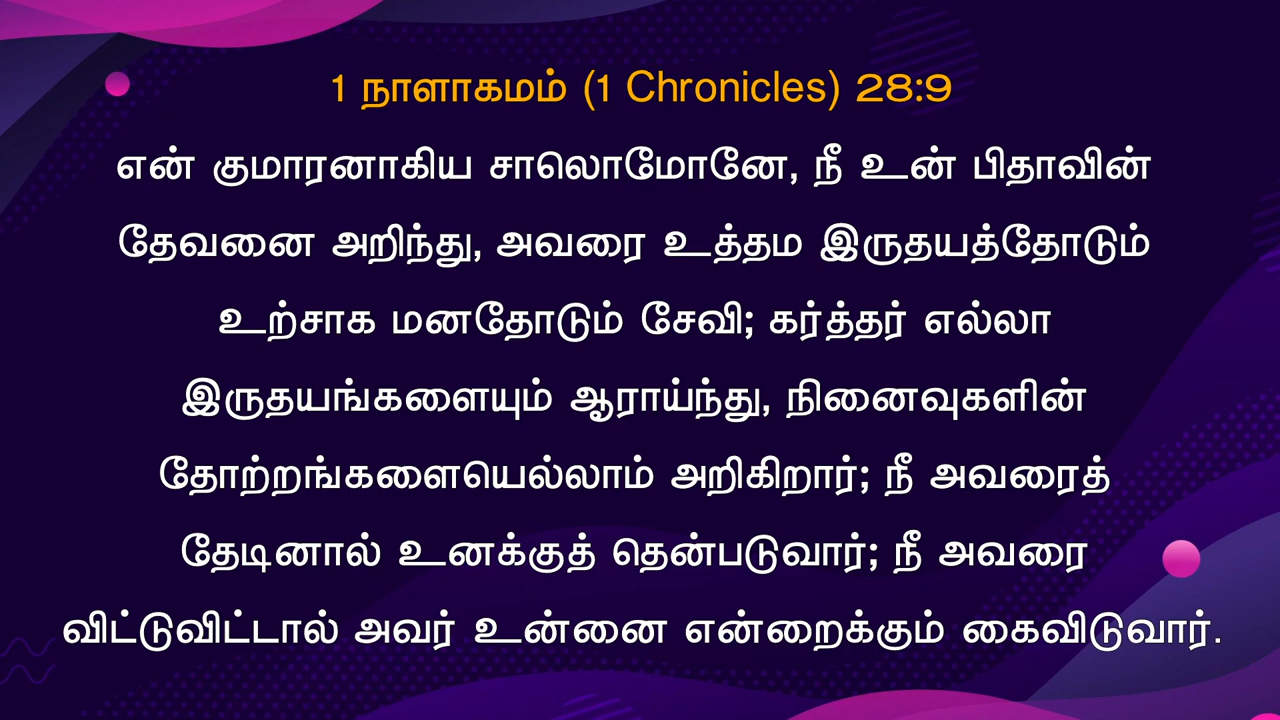 1 நாளாகமம் (1 Chronicles) 28:9
என் குமாரனாகிய சாலொமோனே, நீ உன் பிதாவின்
தேவனை அறிந்து, அவரை உத்தம இருதயத்தோடும்
உற்சாக மனதோடும் சேவி; கர்த்தர் எல்லா
இருதயங்களையும் ஆராய்ந்து, நினைவுகளின்
தோற்றங்களையெல்லாம் அறிகிறார்; நீ அவரைத்
தேடினால் உனக்குத் தென்படுவார்; நீ அவரை
விட்டுவிட்டால் அவர் உன்னை என்றைக்கும் கைவிடுவார்.